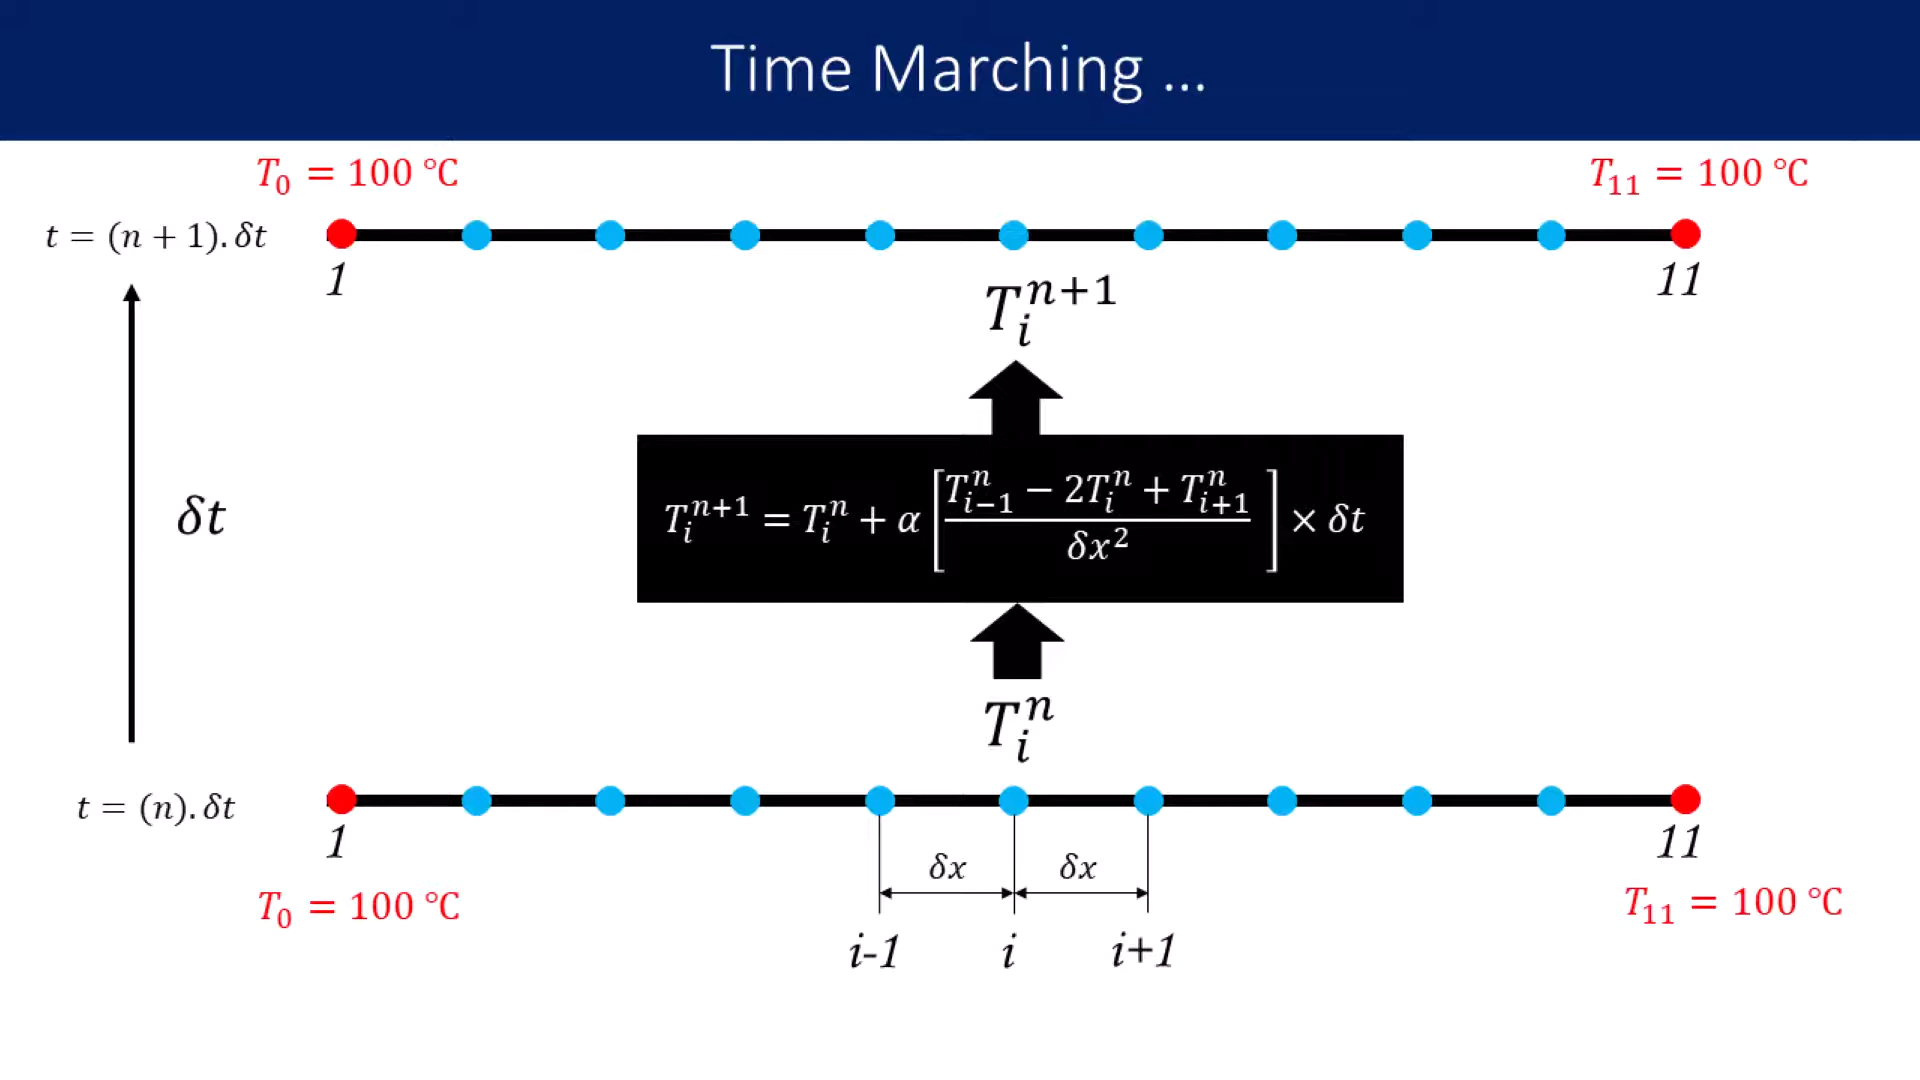 Time Marching ...
T₀ = 100 ℃
T₁₁ = 100 ℃
t = (n + 1). δt
1
11
Tᵢⁿ⁺¹
δt
Tᵢⁿ⁺¹ = Tᵢⁿ + α [ (Tᵢ₋₁ⁿ − 2Tᵢⁿ + Tᵢ₊₁ⁿ) / δx² ] × δt
Tᵢⁿ
t = (n). δt
1
11
δx
δx
T₀ = 100 ℃
T₁₁ = 100 ℃
i-1
i
i+1